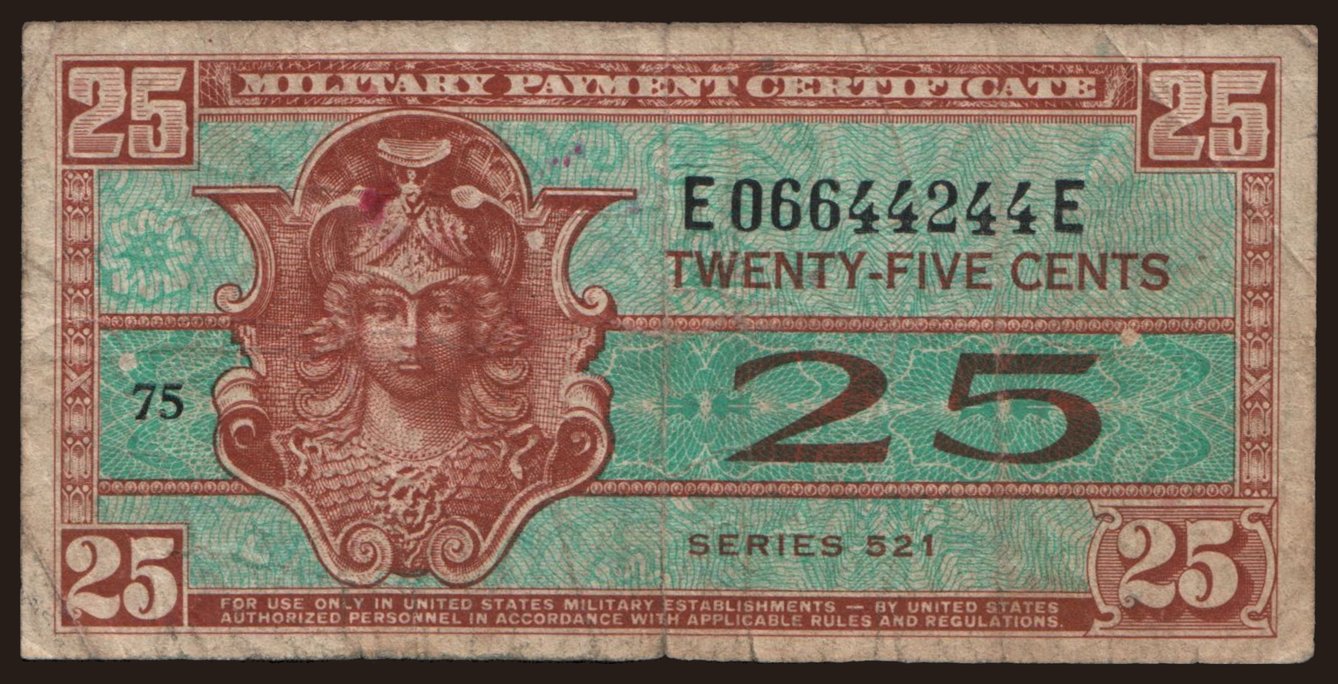 25 MILITARY PAYMENT CERTIFICATE 25
E06644244E
TWENTY-FIVE CENTS
75
25
SERIES 521
25 25
FOR USE ONLY IN UNITED STATES MILITARY ESTABLISHMENTS — BY UNITED STATES
AUTHORIZED PERSONNEL IN ACCORDANCE WITH APPLICABLE RULES AND REGULATIONS.